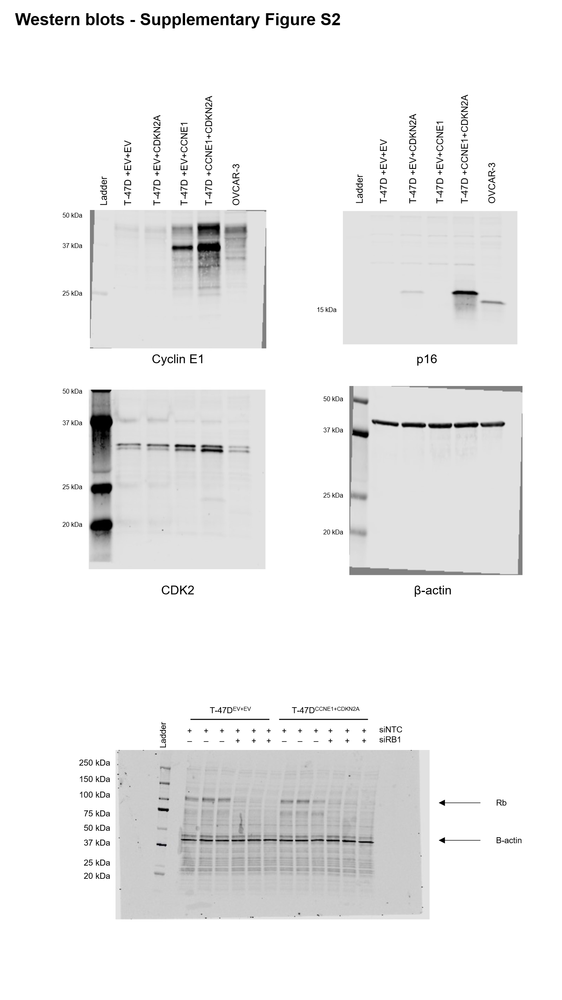 Western blots - Supplementary Figure S2
Ladder
T-47D +EV+EV
T-47D +EV+CDKN2A
T-47D +EV+CCNE1
T-47D +CCNE1+CDKN2A
OVCAR-3
50 kDa
37 kDa
25 kDa
Cyclin E1
Ladder
T-47D +EV+EV
T-47D +EV+CDKN2A
T-47D +EV+CCNE1
T-47D +CCNE1+CDKN2A
OVCAR-3
15 kDa
p16
50 kDa
37 kDa
25 kDa
20 kDa
CDK2
50 kDa
37 kDa
25 kDa
20 kDa
β-actin
T-47DEV+EV
T-47DCCNE1+CDKN2A
Ladder
+ + + + + + + + + + + + siNTC
– – – + + + – – – + + + siRB1
250 kDa
150 kDa
100 kDa
75 kDa
50 kDa
37 kDa
25 kDa
20 kDa
Rb
B-actin